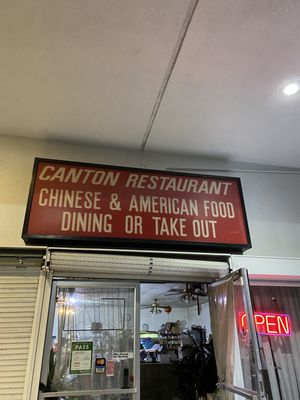 CANTON RESTAURANT
CHINESE & AMERICAN FOOD
DINING OR TAKE OUT
OPEN
PASS